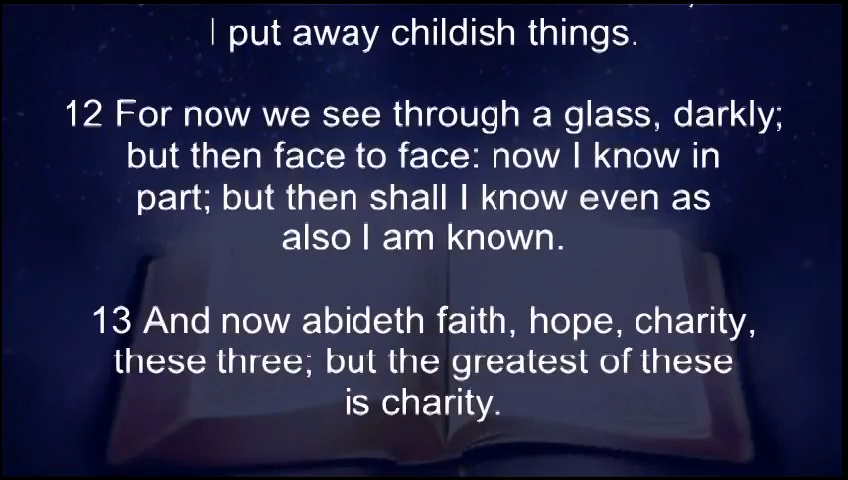 I put away childish things.
12 For now we see through a glass, darkly;
but then face to face: now I know in
part; but then shall I know even as
also I am known.
13 And now abideth faith, hope, charity,
these three; but the greatest of these
is charity.